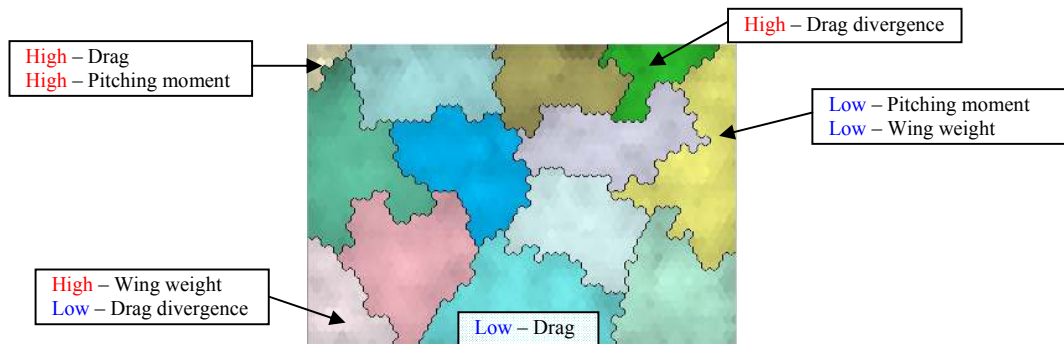 High – Drag divergence
High – Drag
High – Pitching moment
Low – Pitching moment
Low – Wing weight
High – Wing weight
Low – Drag divergence
Low – Drag